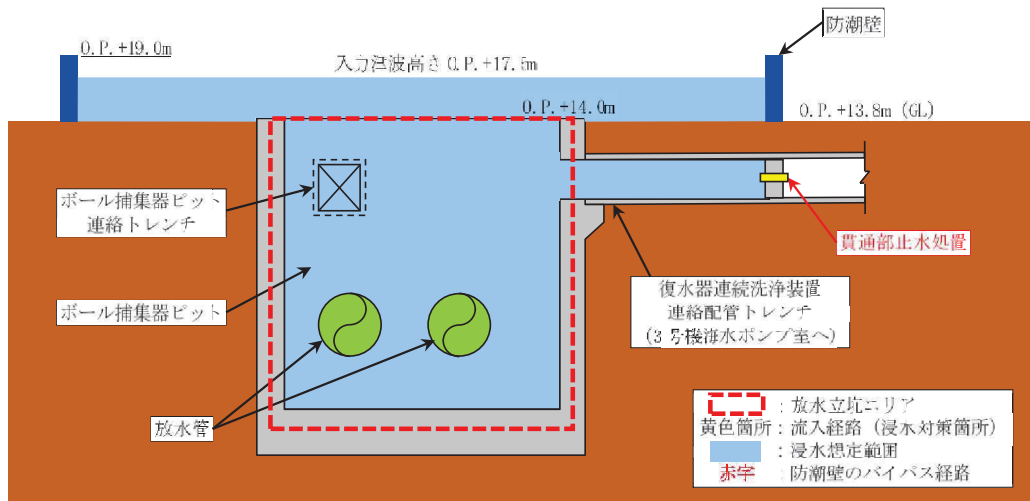 防潮壁
O.P.+19.0m
入力津波高さ O.P.+17.5m
O.P.+14.0m
O.P.+13.8m (GL)
ボール捕集器ピット
連絡トレンチ
貫通部止水処置
ボール捕集器ピット
復水器連続洗浄装置
連絡配管トレンチ
(3号機海水ポンプ室へ)
放水管
：放水立坑エリア
黄色箇所：流入経路（浸水対策箇所）
：浸水想定範囲
赤字：防潮壁のバイパス経路